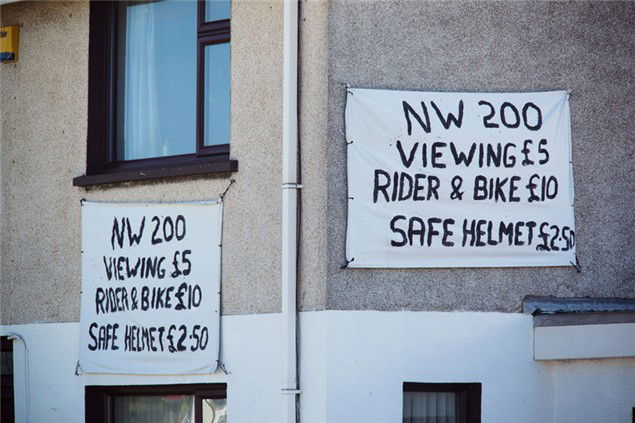 NW 200
VIEWING £5
RIDER & BIKE £10
SAFE HELMET £2·50
NW 200
VIEWING £5
RIDER & BIKE £10
SAFE HELMET £2·50